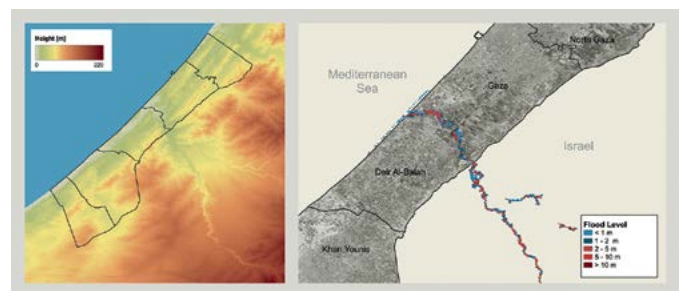 Height [m]
0 220
Mediterranean
Sea
North Gaza
Gaza
Israel
Deir Al-Balah
Khan Younis
Flood Level
< 1 m
1 - 2 m
2 - 5 m
5 - 10 m
> 10 m